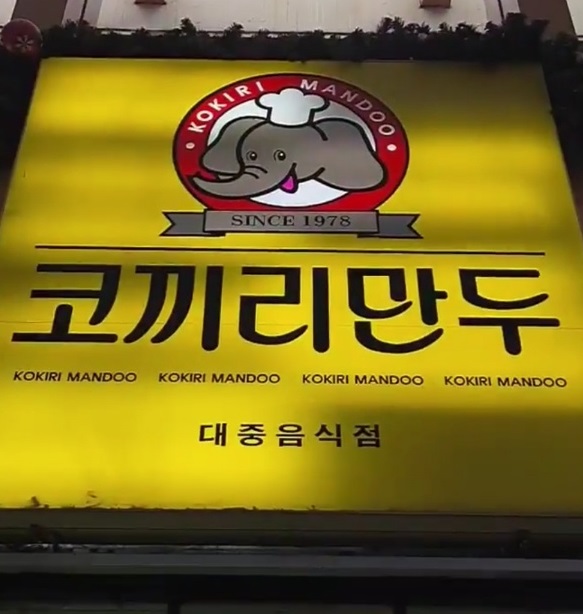 KOKIRI MANDOO
SINCE 1978
코끼리만두
KOKIRI MANDOO KOKIRI MANDOO KOKIRI MANDOO KOKIRI MANDOO
대중음식점